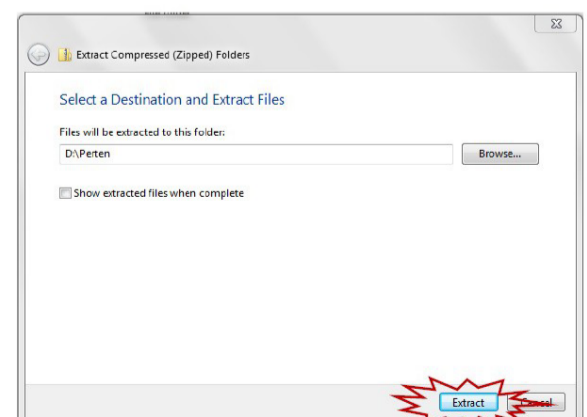 Extract Compressed (Zipped) Folders
Select a Destination and Extract Files
Files will be extracted to this folder:
D:\Perten
Browse...
Show extracted files when complete
Extract
Cancel